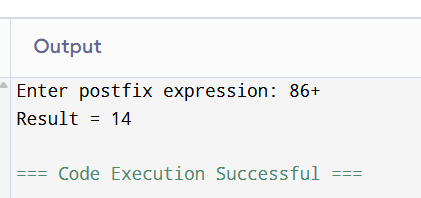 Output
Enter postfix expression: 86+
Result = 14
=== Code Execution Successful ===